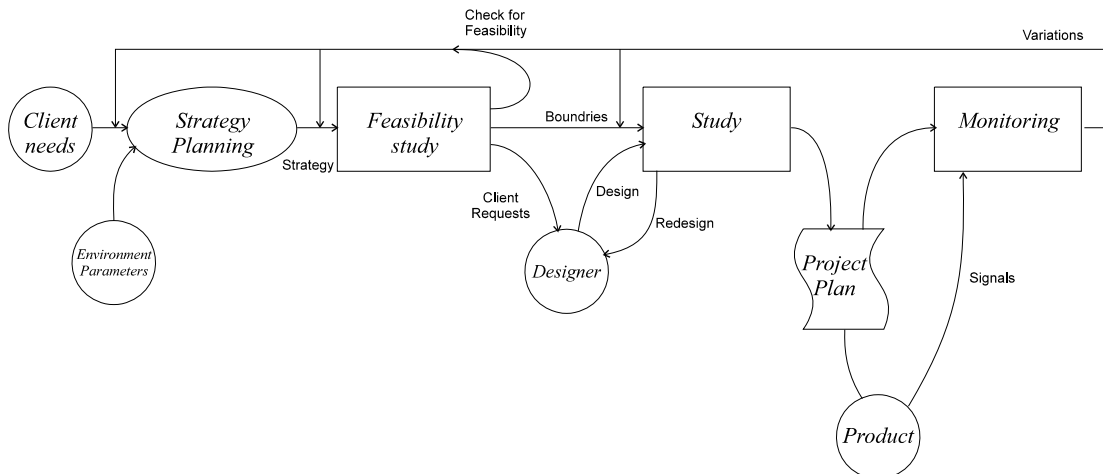 Check for
Feasibility
Variations
Client
needs
Strategy
Planning
Strategy
Feasibility
study
Boundries
Study
Monitoring
Client
Requests
Design
Redesign
Environment
Parameters
Designer
Project
Plan
Signals
Product